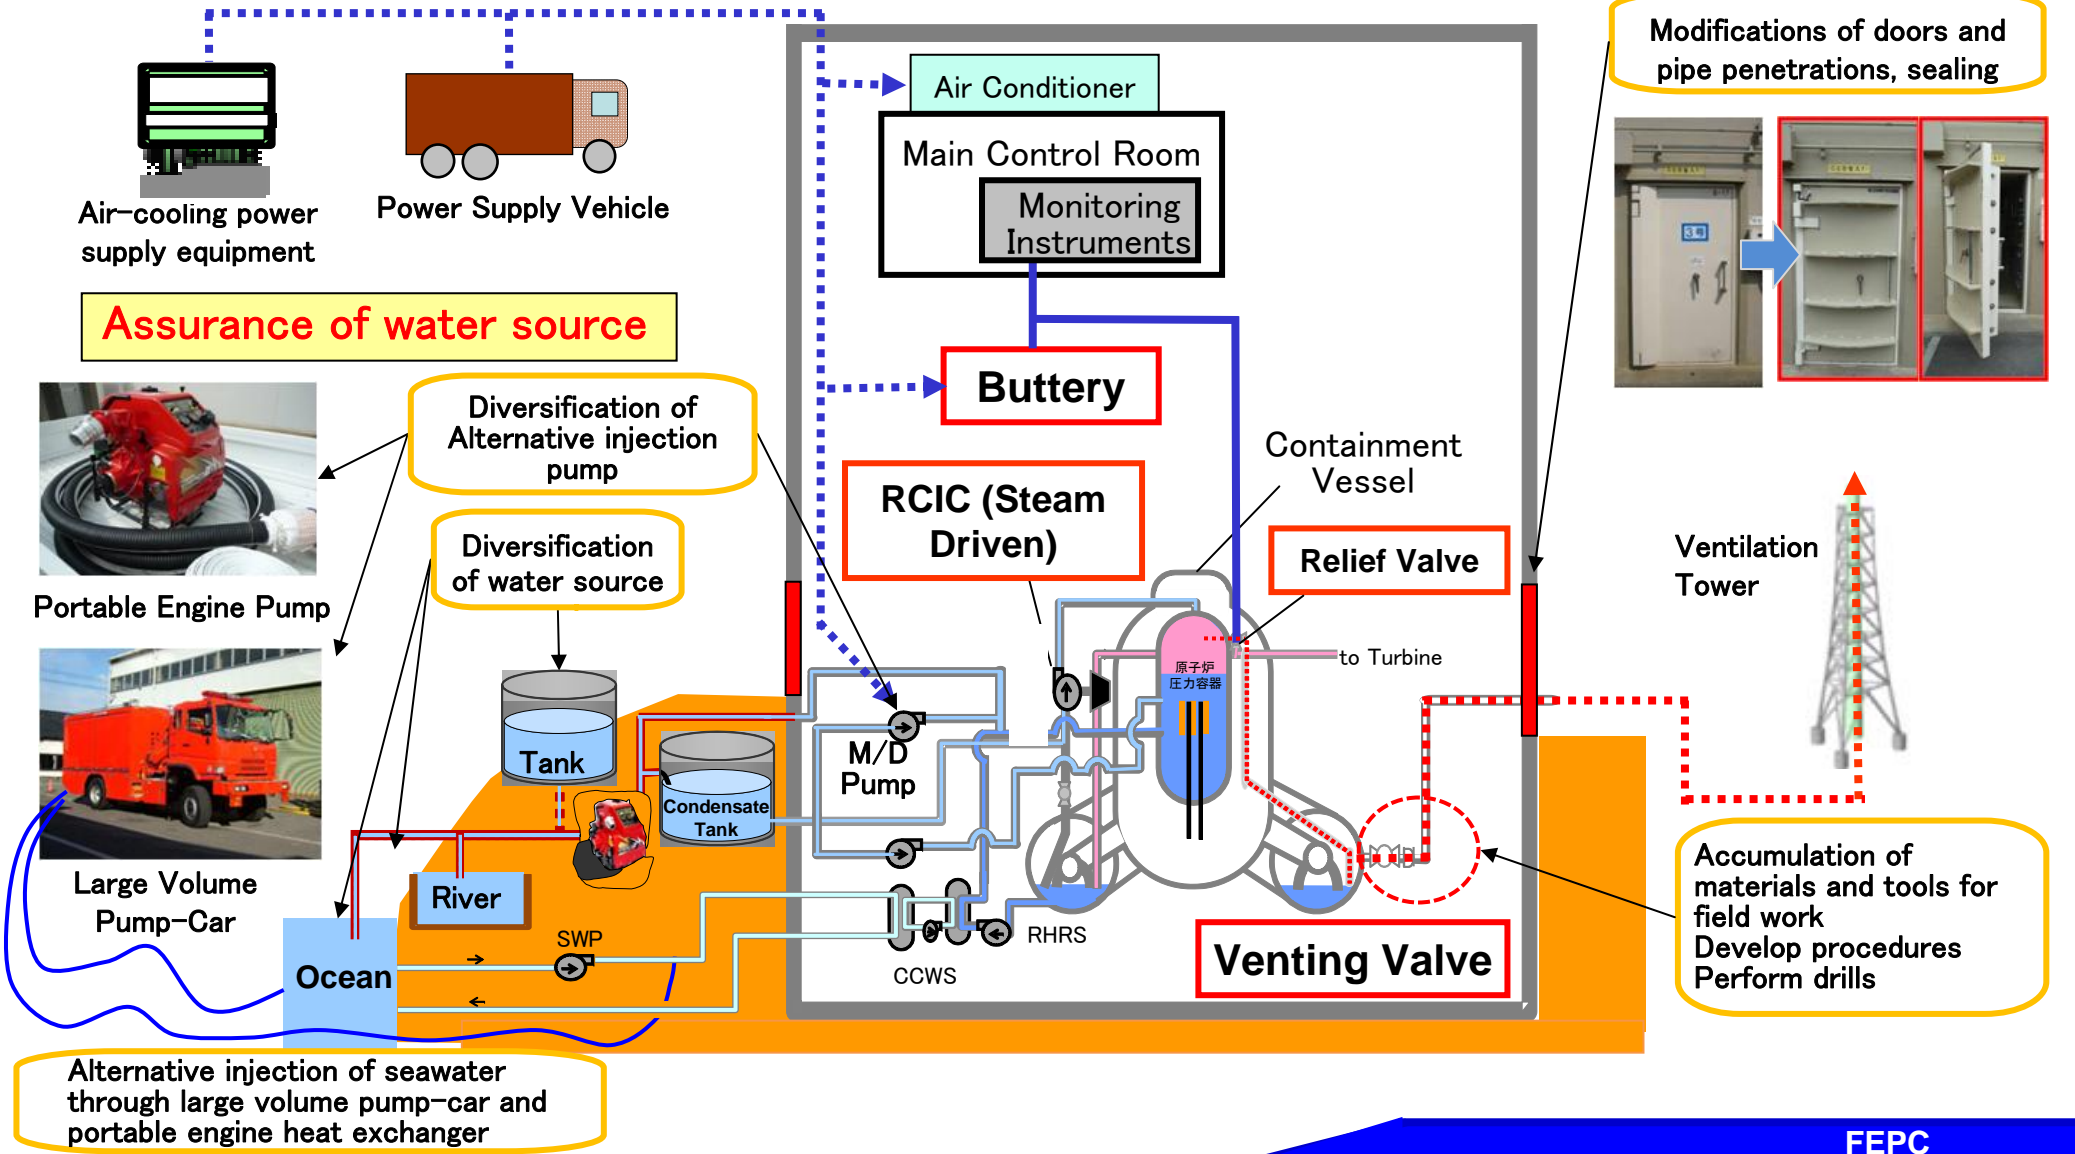 Modifications of doors and
pipe penetrations, sealing
Air Conditioner
Main Control Room
Monitoring
Instruments
Air-cooling power
supply equipment
Power Supply Vehicle
3号
Assurance of water source
Buttery
Diversification of
Alternative injection
pump
Containment
Vessel
RCIC (Steam
Driven)
Relief Valve
Diversification
of water source
Ventilation
Tower
Portable Engine Pump
to Turbine
原子炉
圧力容器
Tank
M/D
Pump
Condensate
Tank
Large Volume
Pump-Car
River
Accumulation of
materials and tools for
field work
Develop procedures
Perform drills
SWP
RHRS
CCWS
Ocean
Venting Valve
Alternative injection of seawater
through large volume pump-car and
portable engine heat exchanger
FEPC